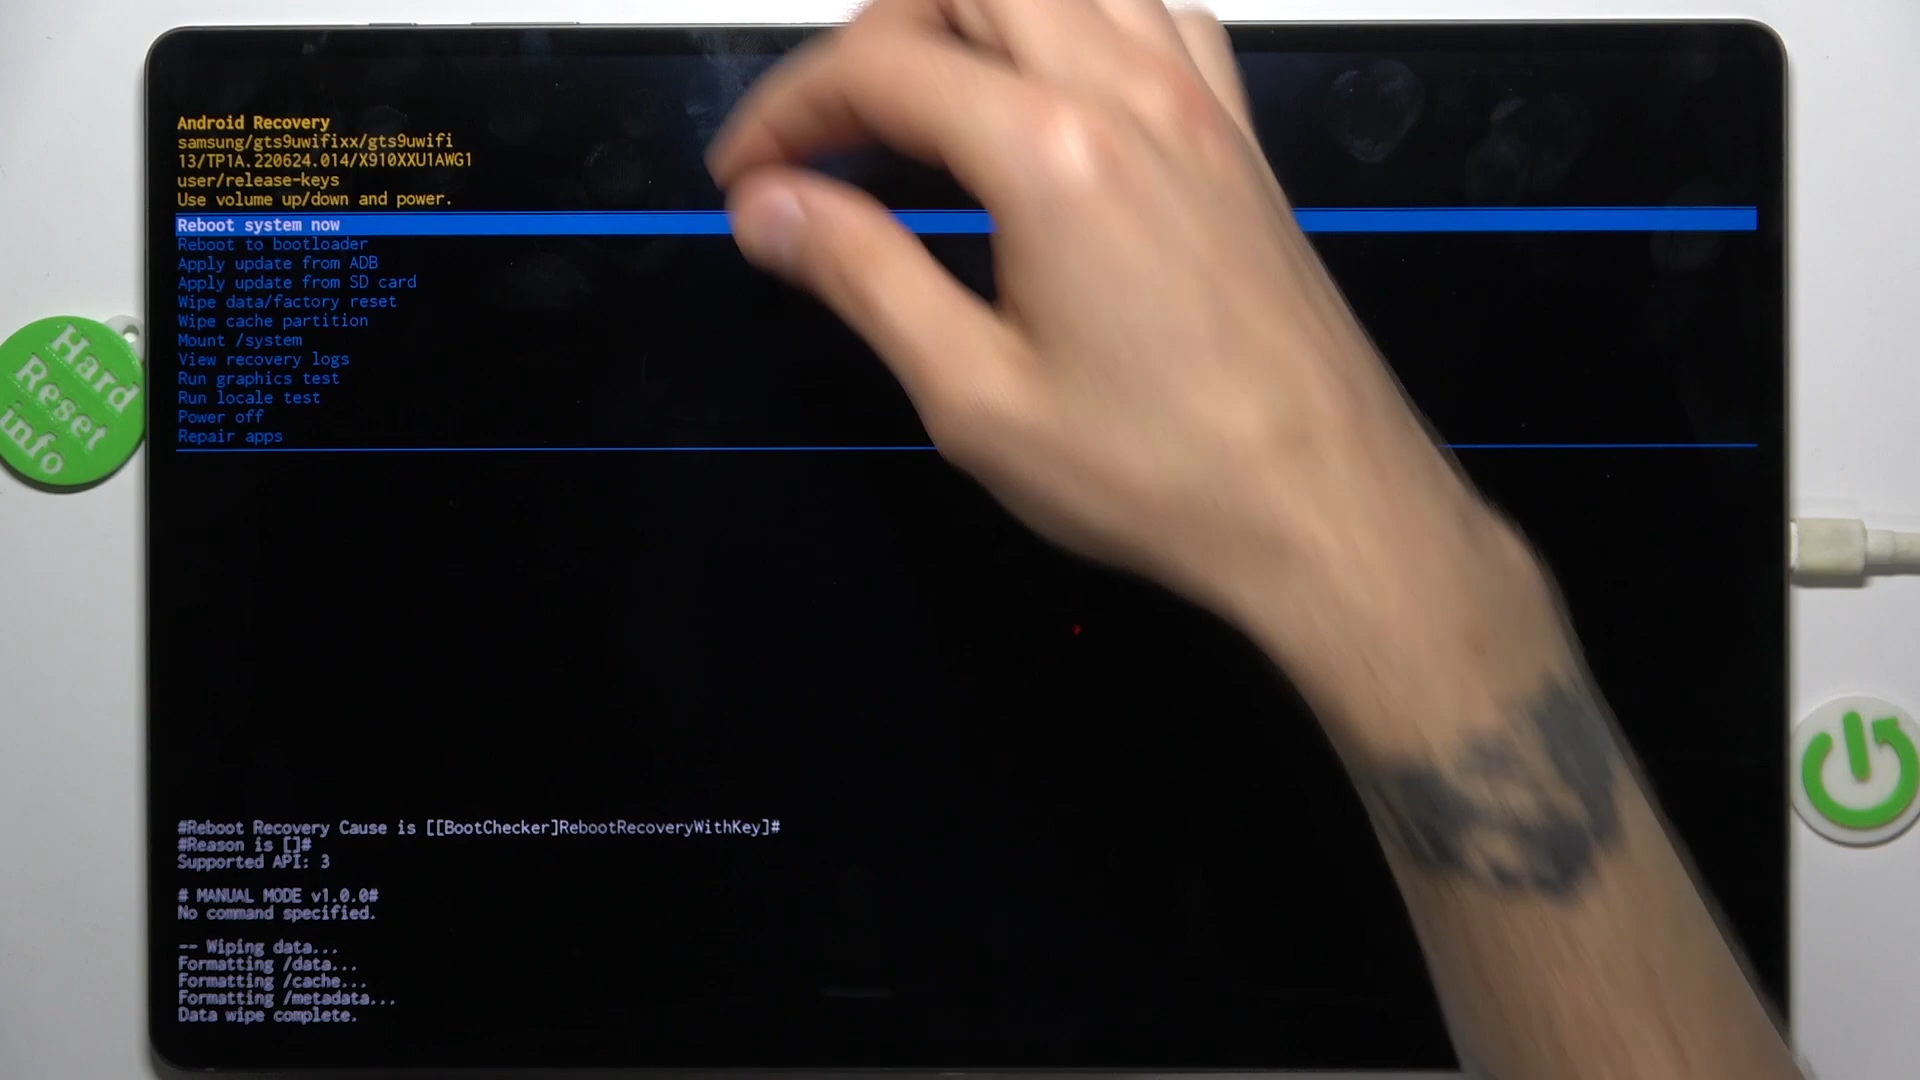 Android Recovery
samsung/gts9uwifixx/gts9uwifi
13/TP1A.220624.014/X910XXU1AWG1
user/release-keys
Use volume up/down and power.
Reboot system now
Reboot to bootloader
Apply update from ADB
Apply update from SD card
Wipe data/factory reset
Wipe cache partition
Mount /system
View recovery logs
Run graphics test
Run locale test
Power off
Repair apps
Hard
Reset
info
#Reboot Recovery Cause is [[BootChecker]RebootRecoveryWithKey]#
#Reason is []#
Supported API: 3
# MANUAL MODE v1.0.0#
No command specified.
-- Wiping data...
Formatting /data...
Formatting /cache...
Formatting /metadata...
Data wipe complete.